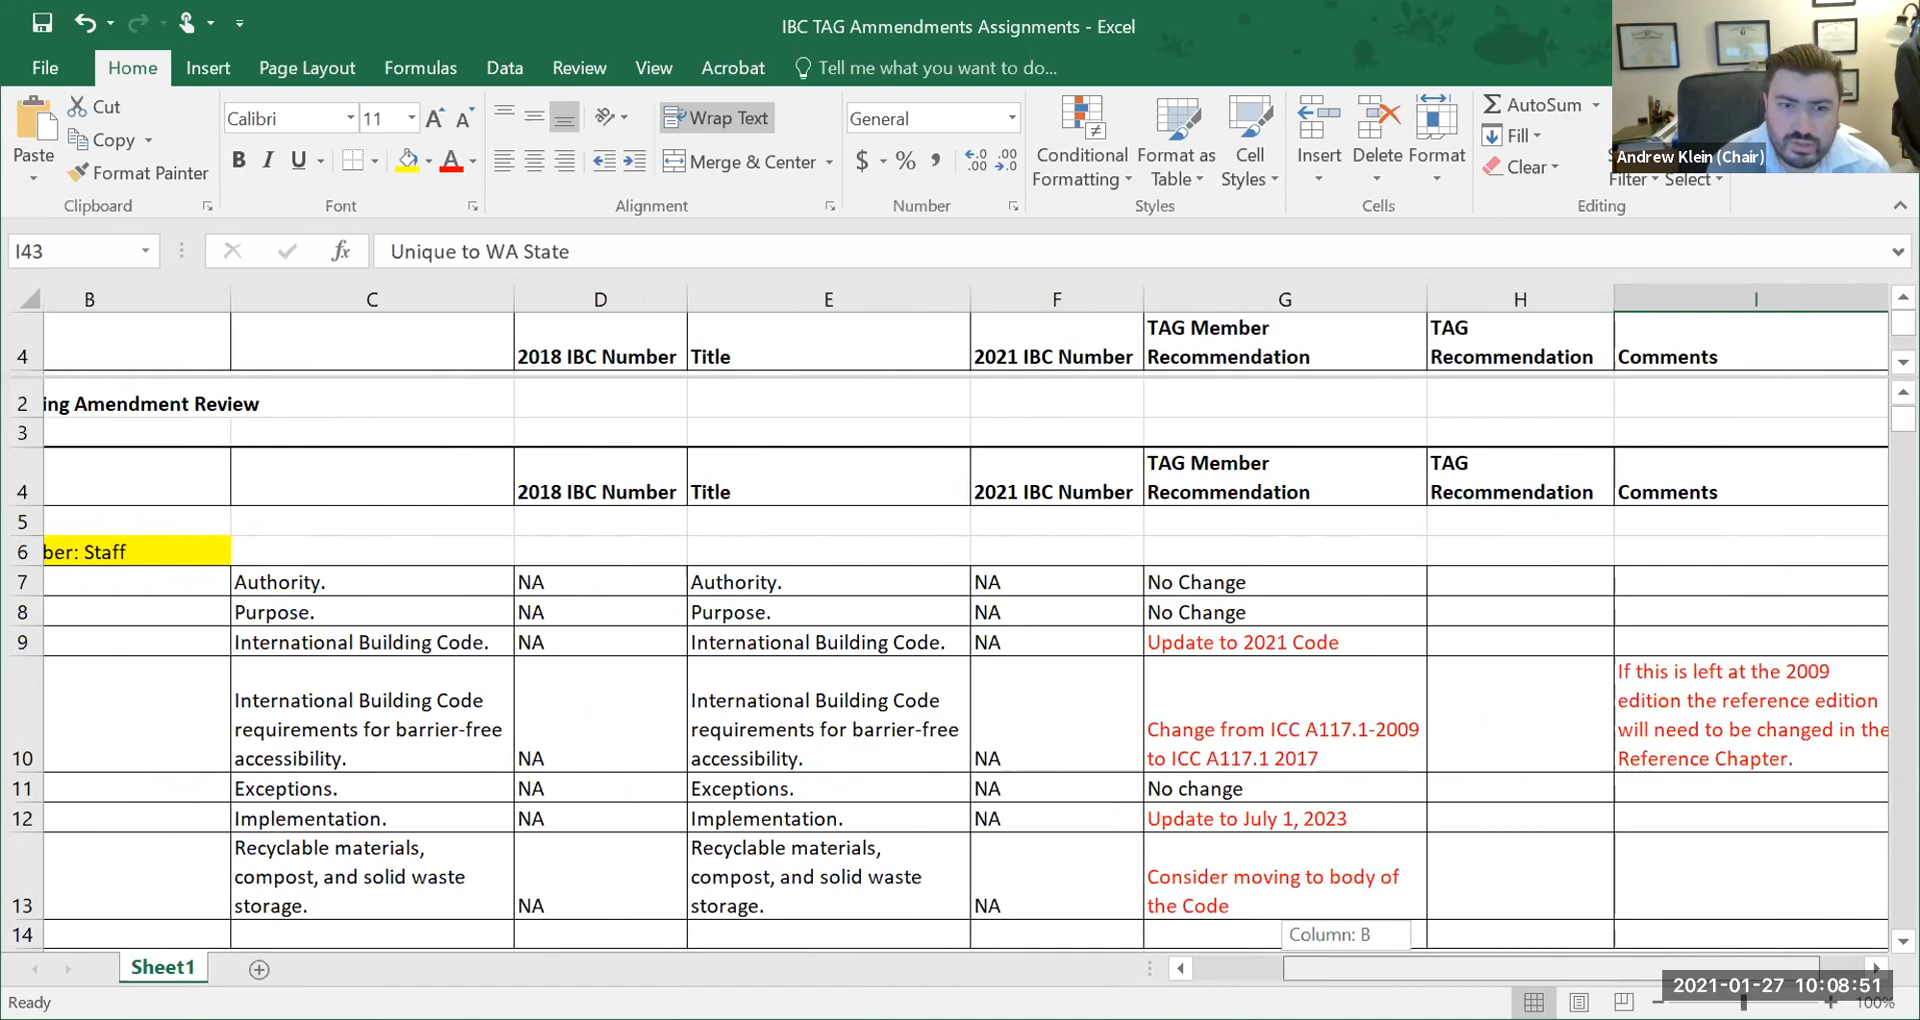 IBC TAG Ammendments Assignments - Excel
File Home Insert Page Layout Formulas Data Review View Acrobat Tell me what you want to do...
Paste
Cut
Copy
Format Painter
Clipboard
Calibri 11
B I U
Font
Wrap Text
Merge & Center
Alignment
General
$ % ,
Number
Conditional Formatting
Format as Table
Cell Styles
Styles
Insert
Delete
Format
Cells
AutoSum
Fill
Clear
Filter Select
Editing
Andrew Klein (Chair)
I43 fx Unique to WA State
B C D E F G H I
TAG Member TAG
4 2018 IBC Number Title 2021 IBC Number Recommendation Recommendation Comments
2 ing Amendment Review
3
TAG Member TAG
4 2018 IBC Number Title 2021 IBC Number Recommendation Recommendation Comments
5
6 ber: Staff
7 Authority. NA Authority. NA No Change
8 Purpose. NA Purpose. NA No Change
9 International Building Code. NA International Building Code. NA Update to 2021 Code
If this is left at the 2009
International Building Code International Building Code edition the reference edition
requirements for barrier-free requirements for barrier-free Change from ICC A117.1-2009 will need to be changed in the
10 accessibility. NA accessibility. NA to ICC A117.1 2017 Reference Chapter.
11 Exceptions. NA Exceptions. NA No change
12 Implementation. NA Implementation. NA Update to July 1, 2023
Recyclable materials, Recyclable materials,
compost, and solid waste compost, and solid waste Consider moving to body of
13 storage. NA storage. NA the Code
14 Column: B
Sheet1
2021-01-27 10:08:51
Ready 100%